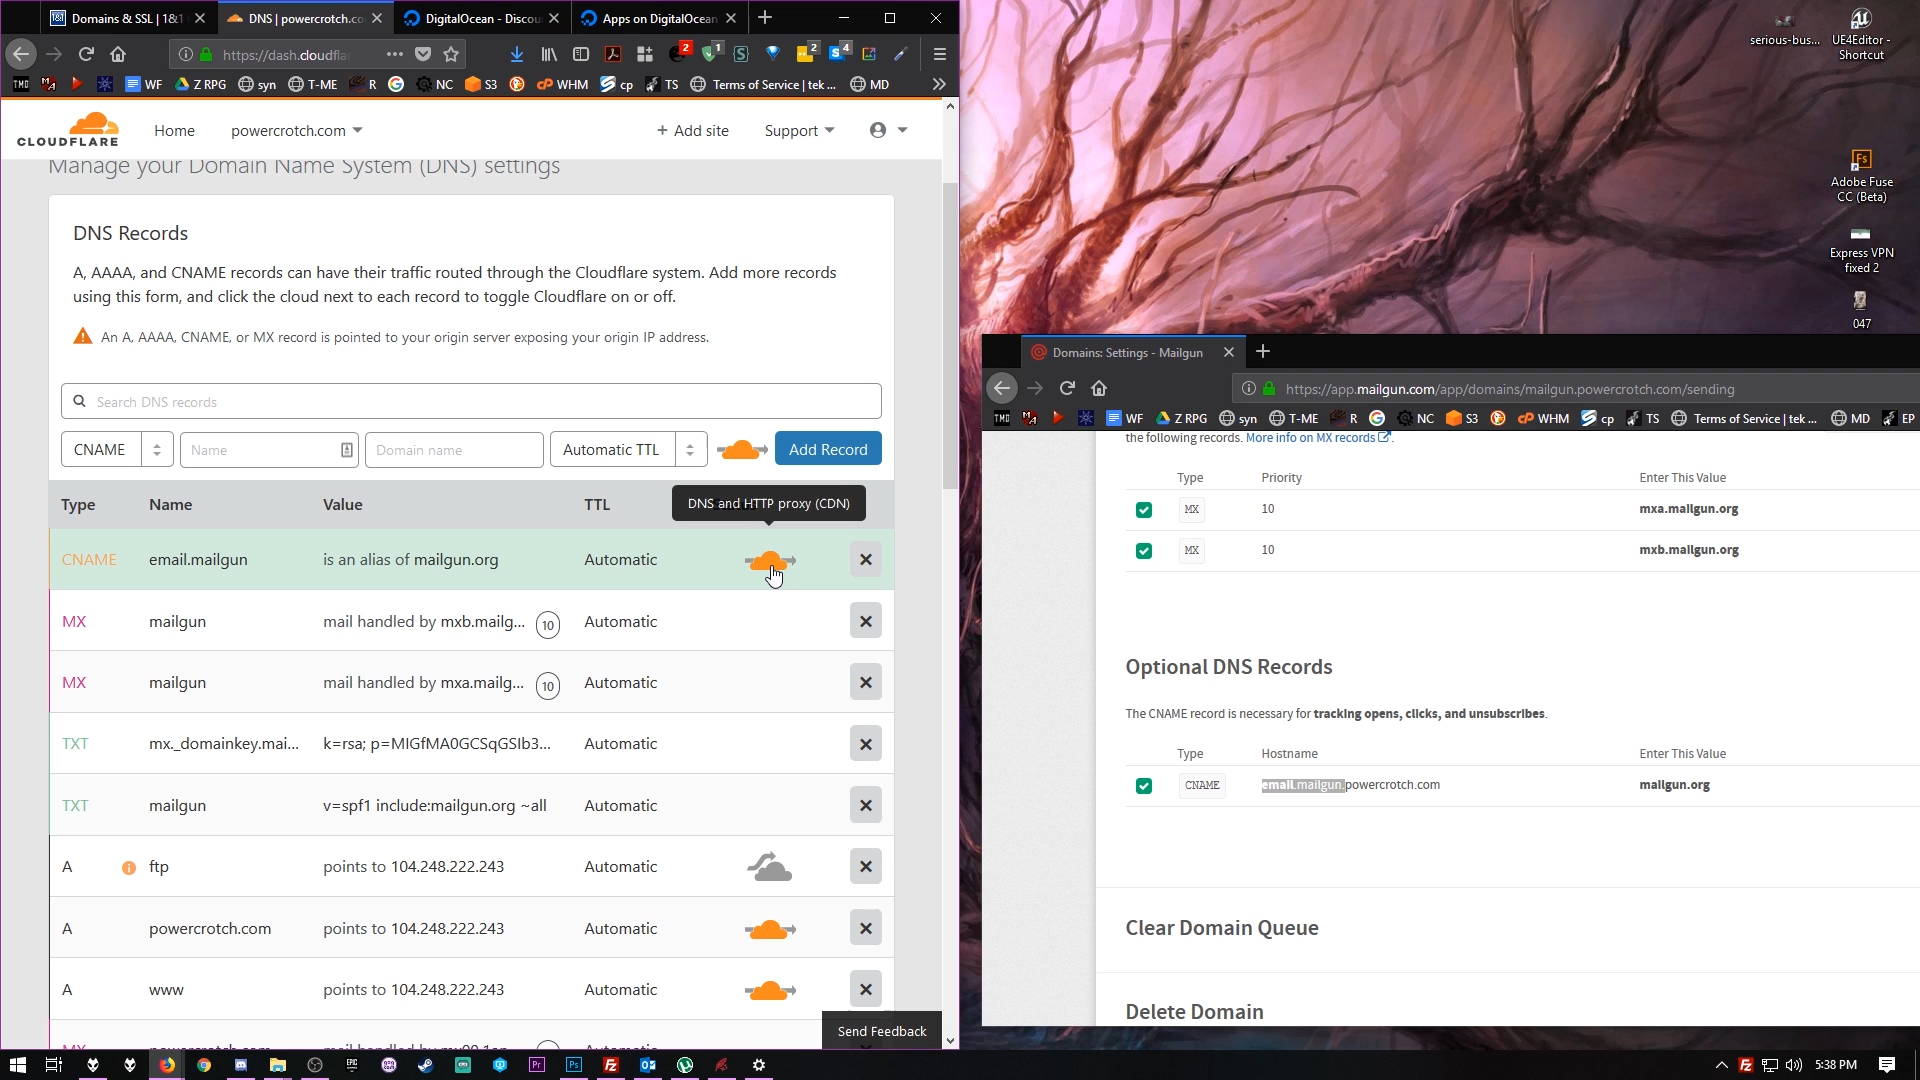 Domains & SSL | 1&1
DNS | powercrotch.co
DigitalOcean - Discou
Apps on DigitalOcean
https://dash.cloudfla
2
1
2
4
WF
Z RPG
syn
T-ME
R
NC
S3
WHM
cp
TS
Terms of Service | tek ...
MD
CLOUDFLARE
Home
powercrotch.com
+ Add site
Support
Manage your Domain Name System (DNS) settings
DNS Records
A, AAAA, and CNAME records can have their traffic routed through the Cloudflare system. Add more records
using this form, and click the cloud next to each record to toggle Cloudflare on or off.
An A, AAAA, CNAME, or MX record is pointed to your origin server exposing your origin IP address.
Search DNS records
CNAME
Name
Domain name
Automatic TTL
Add Record
Type
Name
Value
TTL
DNS and HTTP proxy (CDN)
CNAME email.mailgun is an alias of mailgun.org Automatic
MX mailgun mail handled by mxb.mailg... 10 Automatic
MX mailgun mail handled by mxa.mailg... 10 Automatic
TXT mx._domainkey.mai... k=rsa; p=MIGfMA0GCSqGSIb3... Automatic
TXT mailgun v=spf1 include:mailgun.org ~all Automatic
A ftp points to 104.248.222.243 Automatic
A powercrotch.com points to 104.248.222.243 Automatic
A www points to 104.248.222.243 Automatic
Send Feedback
serious-bus...
UE4Editor -
Shortcut
Adobe Fuse
CC (Beta)
Express VPN
fixed 2
047
Domains: Settings - Mailgun
https://app.mailgun.com/app/domains/mailgun.powercrotch.com/sending
WF
Z RPG
syn
T-ME
R
NC
S3
WHM
cp
TS
Terms of Service | tek ...
MD
EP
the following records. More info on MX records
Type Priority Enter This Value
MX 10 mxa.mailgun.org
MX 10 mxb.mailgun.org
Optional DNS Records
The CNAME record is necessary for tracking opens, clicks, and unsubscribes.
Type Hostname Enter This Value
CNAME email.mailgun.powercrotch.com mailgun.org
Clear Domain Queue
Delete Domain
5:38 PM